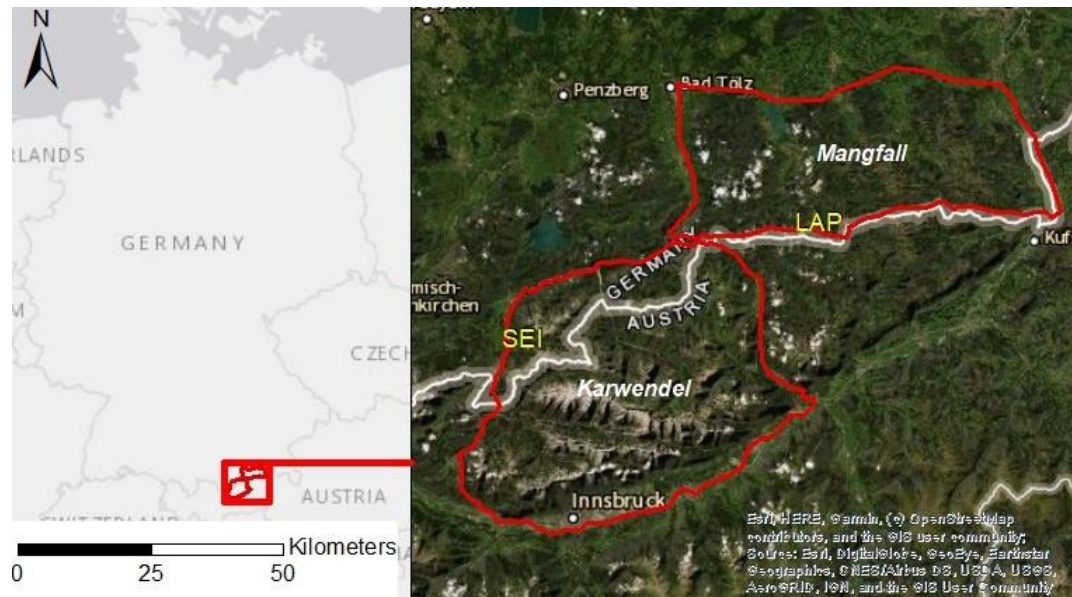 N
RLANDS
GERMANY
M
CZECH
AUSTRIA
Kilometers
0 25 50
Penzberg
Bad Tölz
Mangfall
LAP
Kuf
GERMANY
AUSTRIA
misch-
nkirchen
SEI
Karwendel
Innsbruck
Esri, HERE, Garmin, (c) OpenStreetMap
contributors, and the GIS user community;
Source: Esri, DigitalGlobe, GeoEye, Earthstar
Geographics, CNES/Airbus DS, USDA, USGS,
AeroGRID, IGN, and the GIS User Community